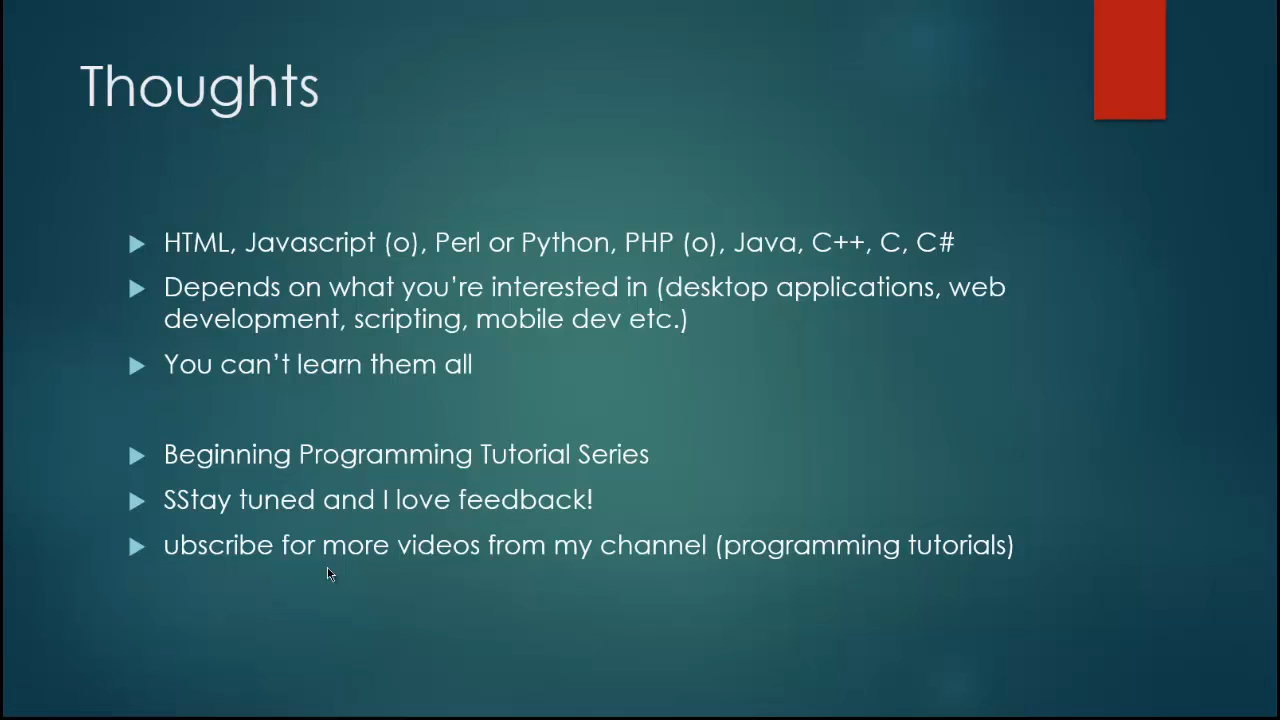 Thoughts
HTML, Javascript (o), Perl or Python, PHP (o), Java, C++, C, C#
Depends on what you're interested in (desktop applications, web
development, scripting, mobile dev etc.)
You can't learn them all
Beginning Programming Tutorial Series
SStay tuned and I love feedback!
ubscribe for more videos from my channel (programming tutorials)